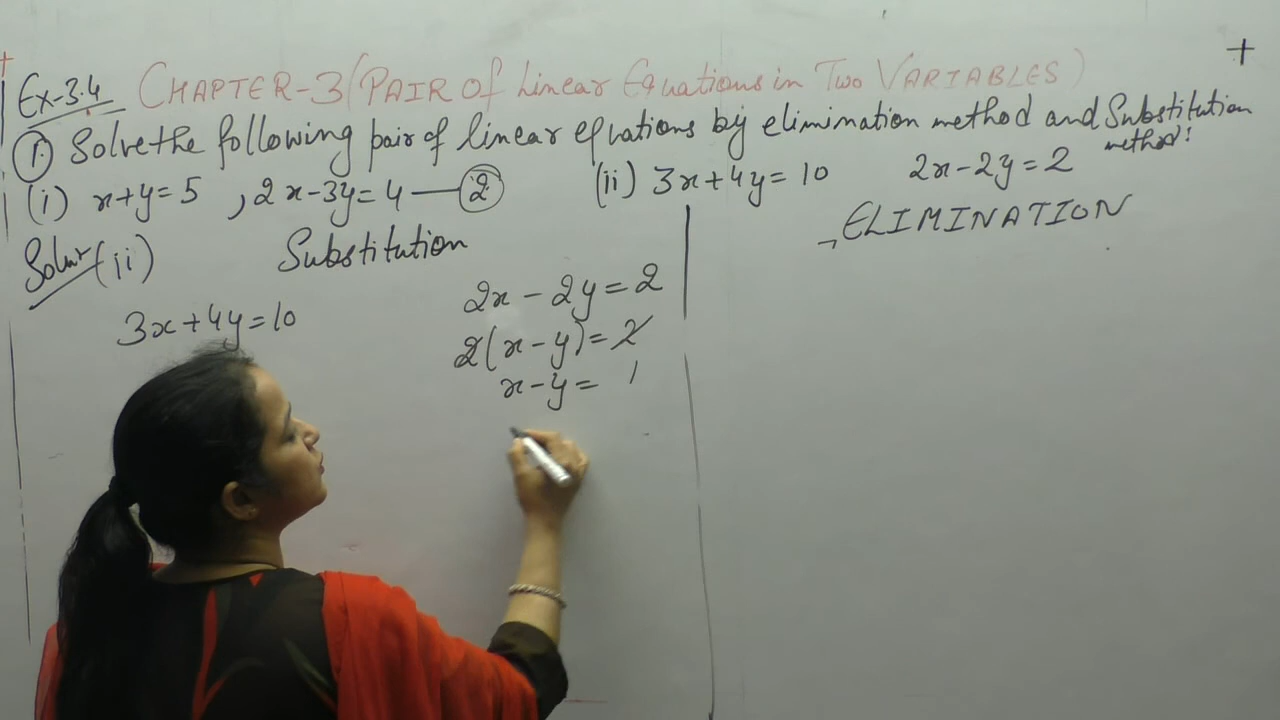 Ex-3.4 CHAPTER-3 (PAIR OF Linear Equations in Two VARIABLES)
1. Solve the following pair of linear equations by elimination method and Substitution method!
(i) x+y=5 , 2x-3y=4 — 2 (ii) 3x+4y=10 2x-2y=2
Soln (ii) Substitution
ELIMINATION
3x+4y=10
2x-2y=2
2(x-y)=2
x-y= 1